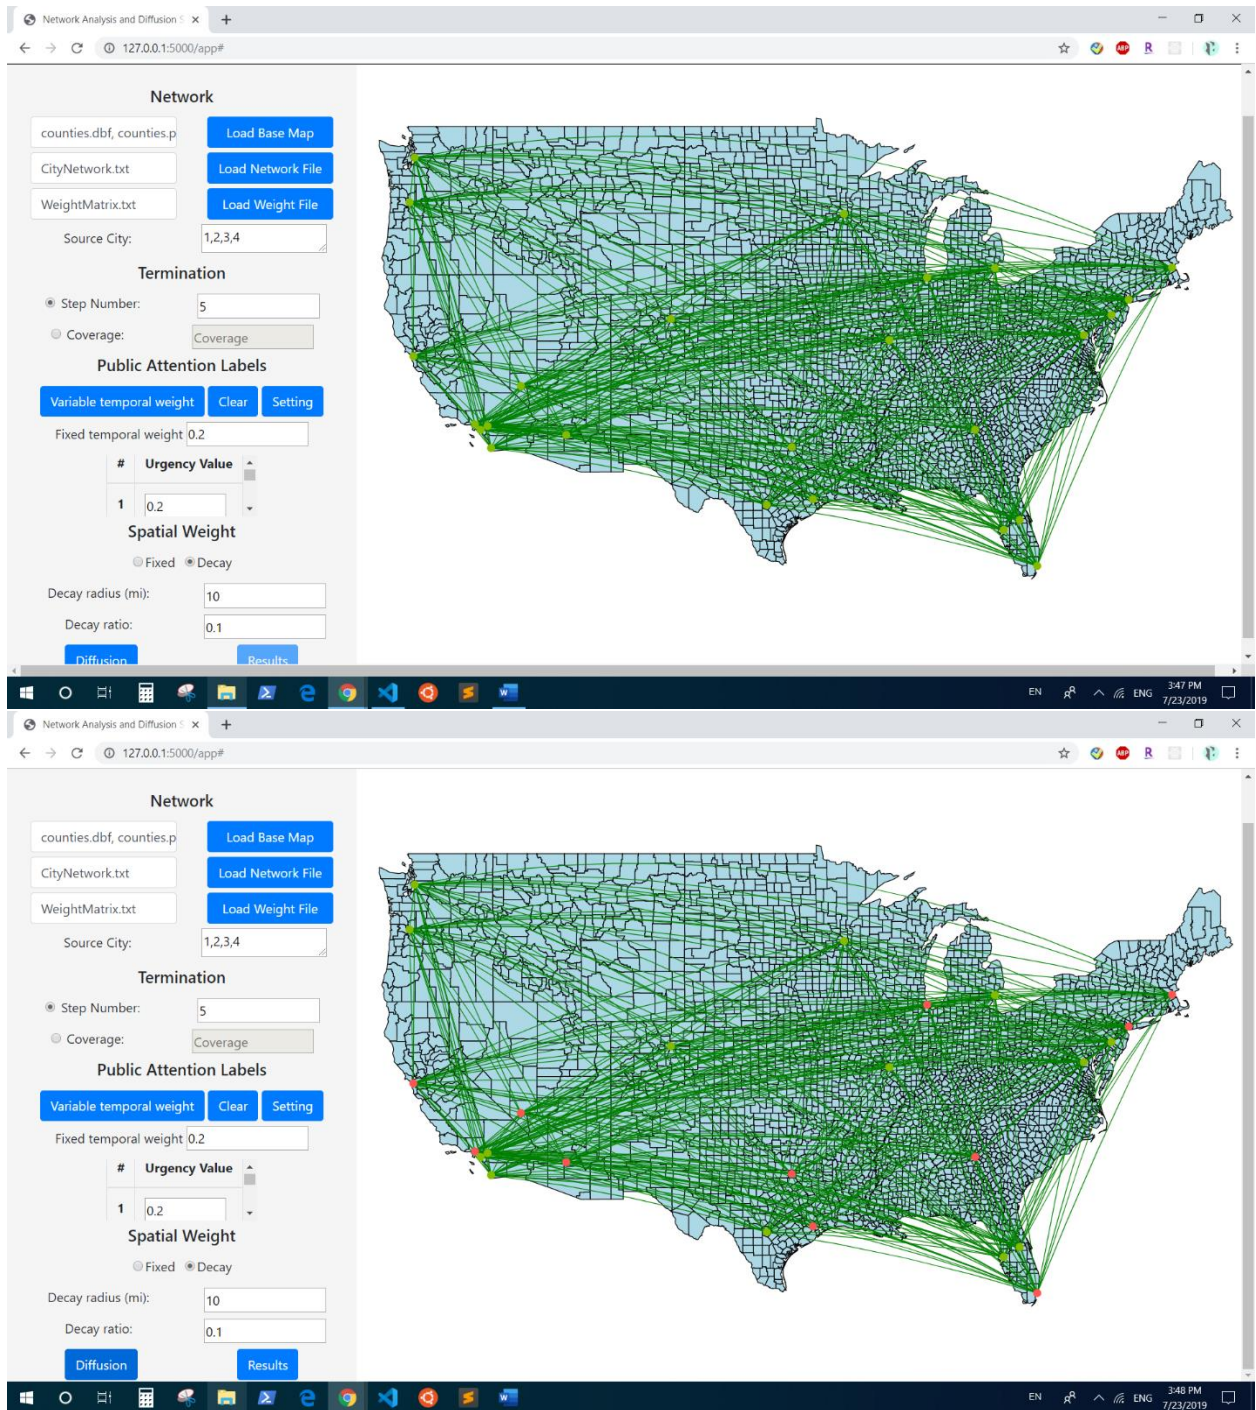 Network Analysis and Diffusion S
127.0.0.1:5000/app#
Network
counties.dbf, counties.p Load Base Map
CityNetwork.txt Load Network File
WeightMatrix.txt Load Weight File
Source City: 1,2,3,4
Termination
Step Number: 5
Coverage: Coverage
Public Attention Labels
Variable temporal weight Clear Setting
Fixed temporal weight 0.2
# Urgency Value
1 0.2
Spatial Weight
Fixed Decay
Decay radius (mi): 10
Decay ratio: 0.1
Diffusion Results
EN ENG 3:47 PM
7/23/2019
Network Analysis and Diffusion S
127.0.0.1:5000/app#
Network
counties.dbf, counties.p Load Base Map
CityNetwork.txt Load Network File
WeightMatrix.txt Load Weight File
Source City: 1,2,3,4
Termination
Step Number: 5
Coverage: Coverage
Public Attention Labels
Variable temporal weight Clear Setting
Fixed temporal weight 0.2
# Urgency Value
1 0.2
Spatial Weight
Fixed Decay
Decay radius (mi): 10
Decay ratio: 0.1
Diffusion Results
EN ENG 3:48 PM
7/23/2019